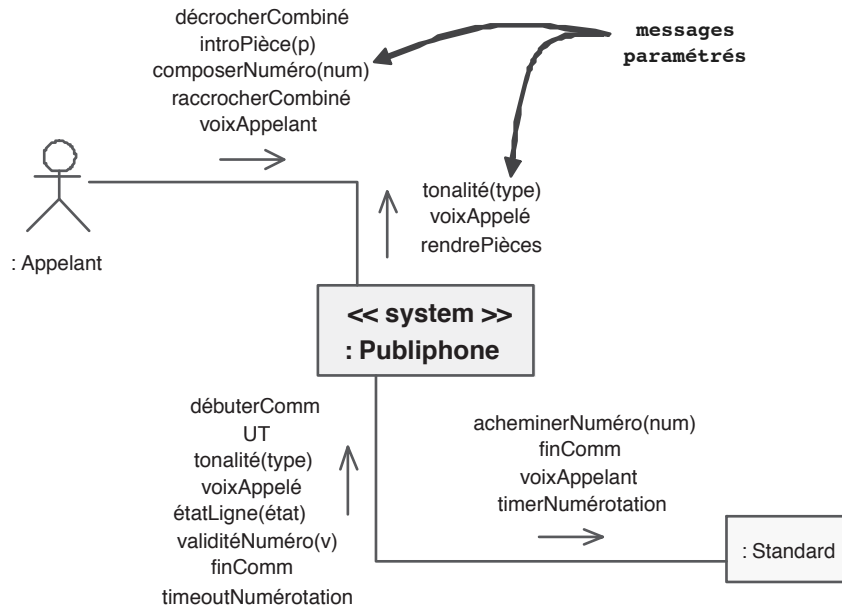 décrocherCombiné
introPièce(p)
composerNuméro(num)
raccrocherCombiné
voixAppelant
messages
paramétrés
tonalité(type)
voixAppelé
rendrePièces
: Appelant
<< system >>
: Publiphone
débuterComm
UT
tonalité(type)
voixAppelé
étatLigne(état)
validitéNuméro(v)
finComm
timeoutNumérotation
acheminerNuméro(num)
finComm
voixAppelant
timerNumérotation
: Standard